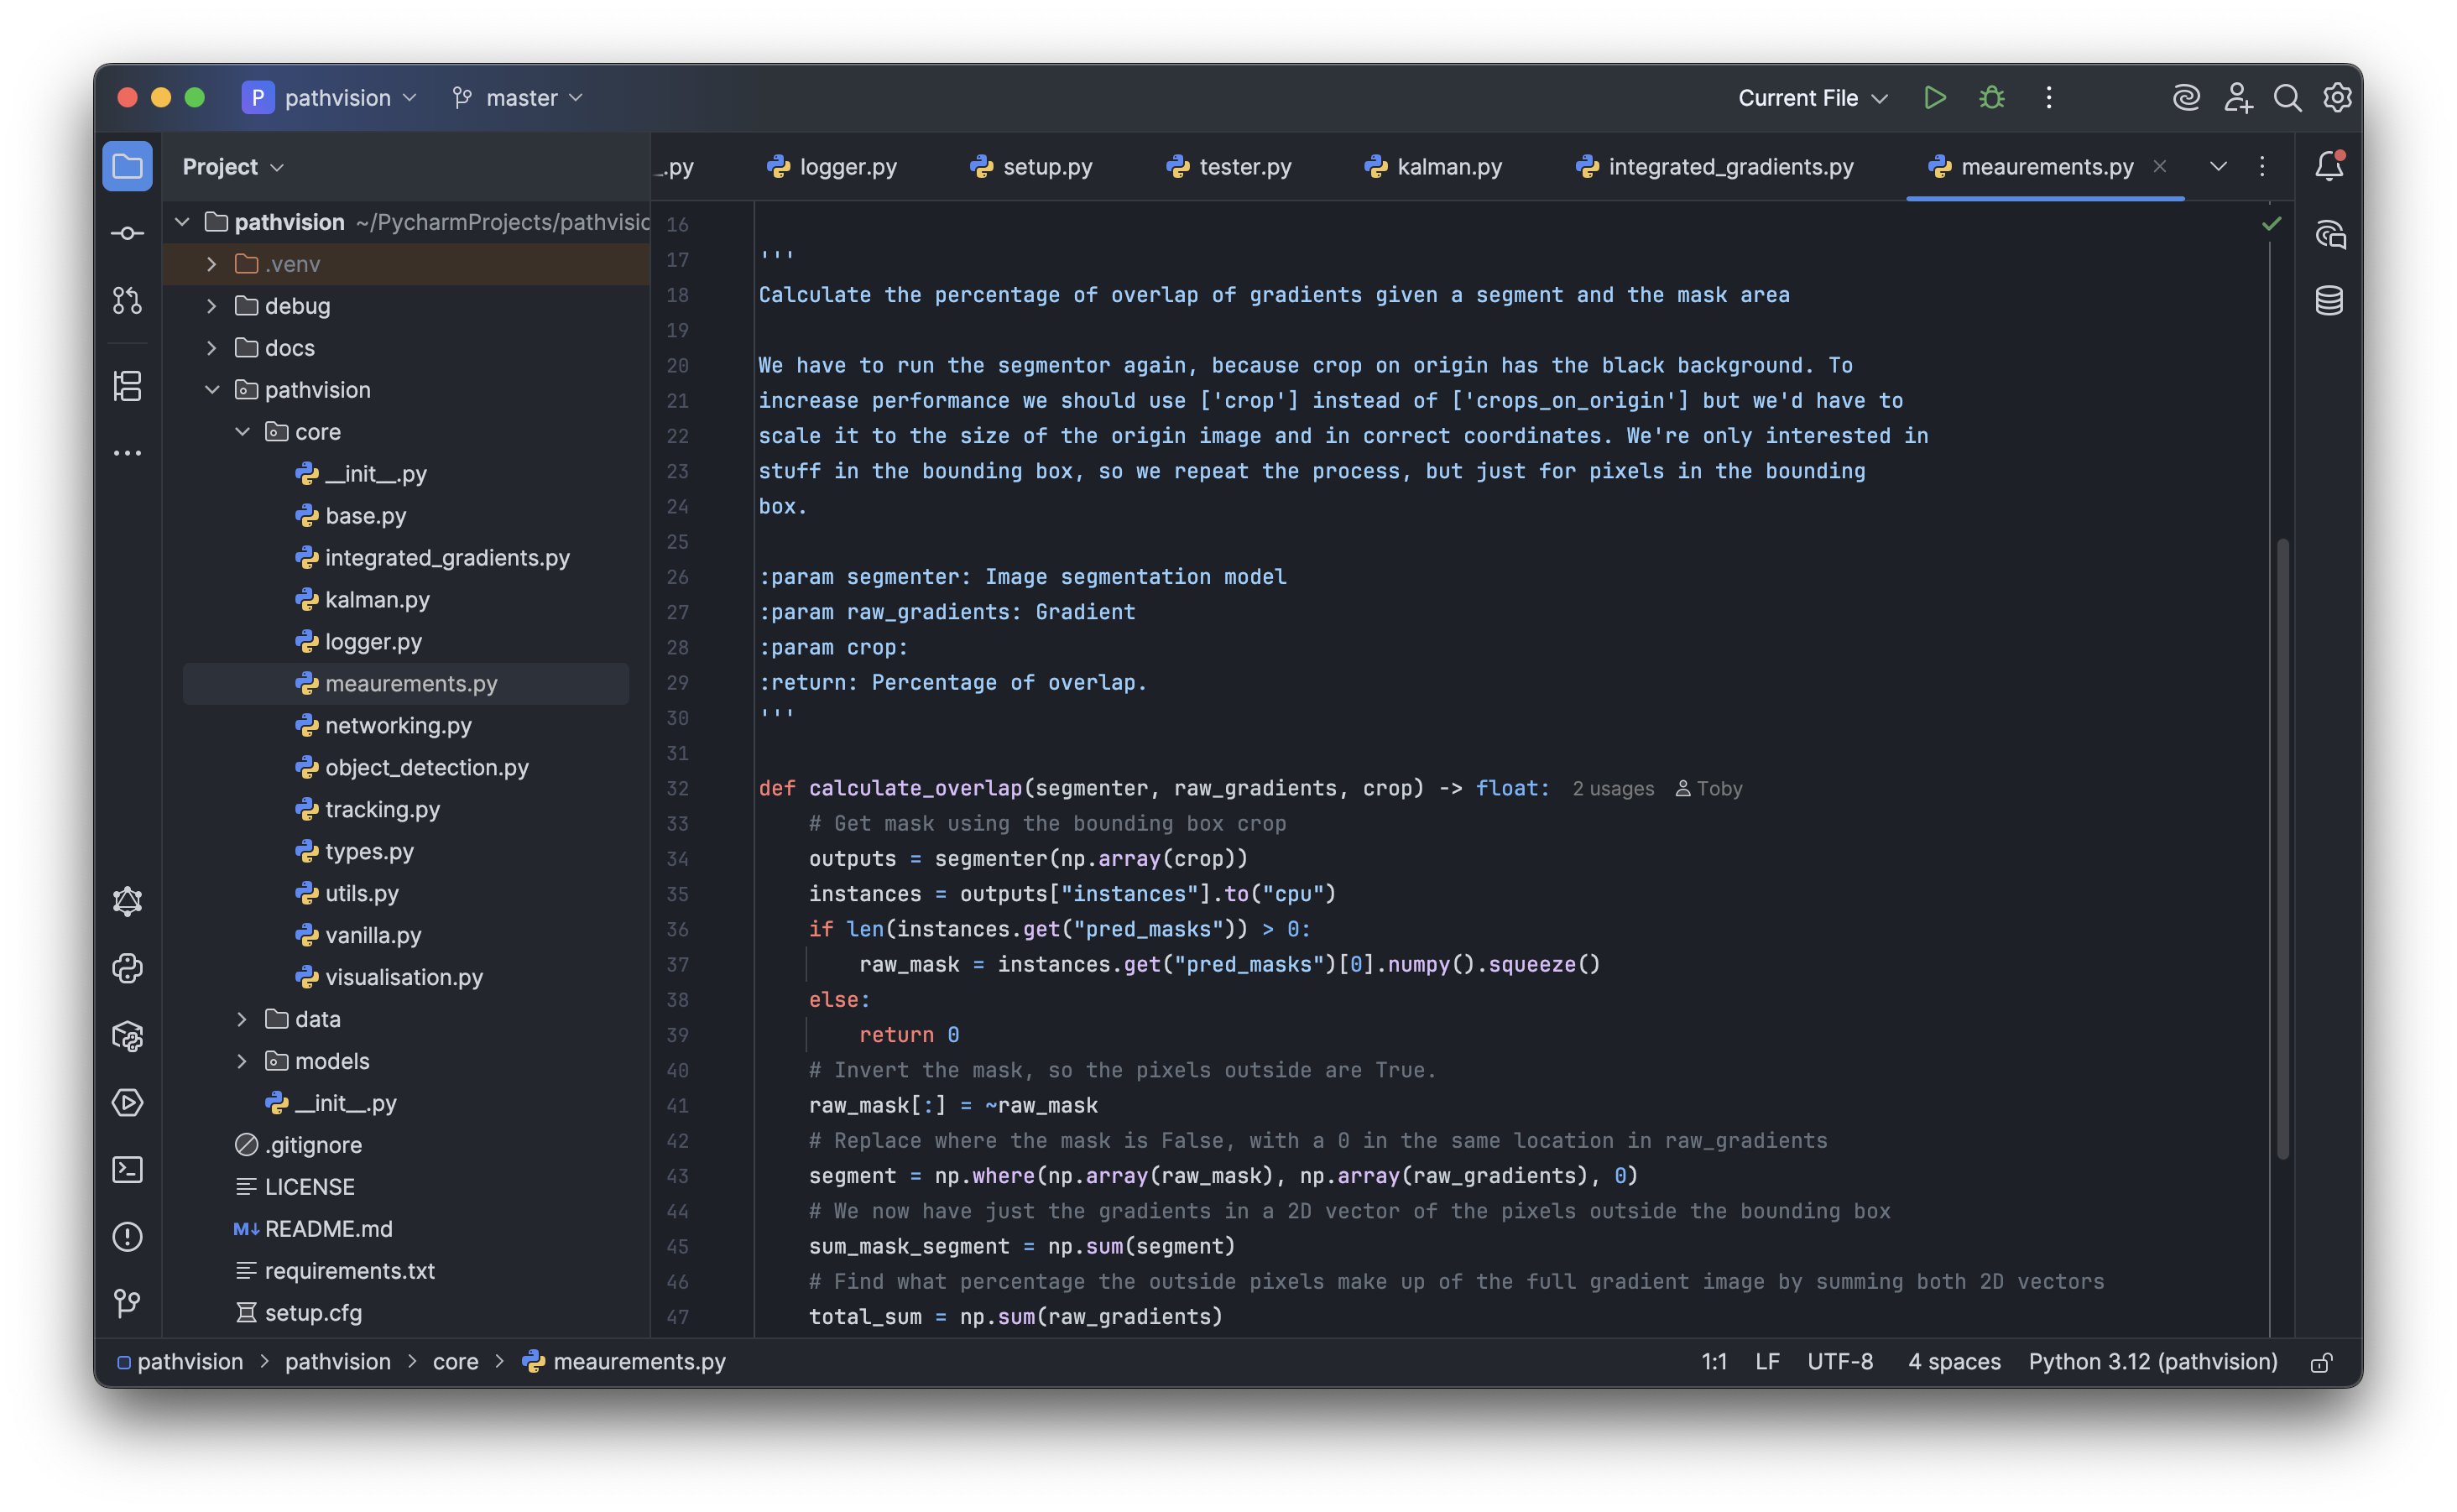 P pathvision master Current File
Project
_.py logger.py setup.py tester.py kalman.py integrated_gradients.py meaurements.py
pathvision ~/PycharmProjects/pathvisic
.venv
debug
docs
pathvision
core
__init__.py
base.py
integrated_gradients.py
kalman.py
logger.py
meaurements.py
networking.py
object_detection.py
tracking.py
types.py
utils.py
vanilla.py
visualisation.py
data
models
__init__.py
.gitignore
LICENSE
M↓ README.md
requirements.txt
setup.cfg
16
17 '''
18 Calculate the percentage of overlap of gradients given a segment and the mask area
19
20 We have to run the segmentor again, because crop on origin has the black background. To
21 increase performance we should use ['crop'] instead of ['crops_on_origin'] but we'd have to
22 scale it to the size of the origin image and in correct coordinates. We're only interested in
23 stuff in the bounding box, so we repeat the process, but just for pixels in the bounding
24 box.
25
26 :param segmenter: Image segmentation model
27 :param raw_gradients: Gradient
28 :param crop:
29 :return: Percentage of overlap.
30 '''
31
32 def calculate_overlap(segmenter, raw_gradients, crop) -> float: 2 usages Toby
33     # Get mask using the bounding box crop
34     outputs = segmenter(np.array(crop))
35     instances = outputs["instances"].to("cpu")
36     if len(instances.get("pred_masks")) > 0:
37         raw_mask = instances.get("pred_masks")[0].numpy().squeeze()
38     else:
39         return 0
40     # Invert the mask, so the pixels outside are True.
41     raw_mask[:] = ~raw_mask
42     # Replace where the mask is False, with a 0 in the same location in raw_gradients
43     segment = np.where(np.array(raw_mask), np.array(raw_gradients), 0)
44     # We now have just the gradients in a 2D vector of the pixels outside the bounding box
45     sum_mask_segment = np.sum(segment)
46     # Find what percentage the outside pixels make up of the full gradient image by summing both 2D vectors
47     total_sum = np.sum(raw_gradients)
pathvision > pathvision > core > meaurements.py 1:1 LF UTF-8 4 spaces Python 3.12 (pathvision)